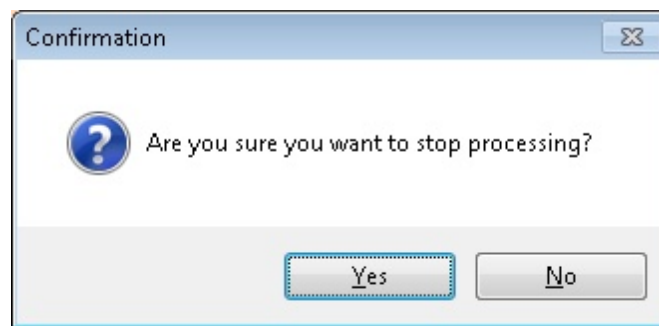 Confirmation
Are you sure you want to stop processing?
Yes
No